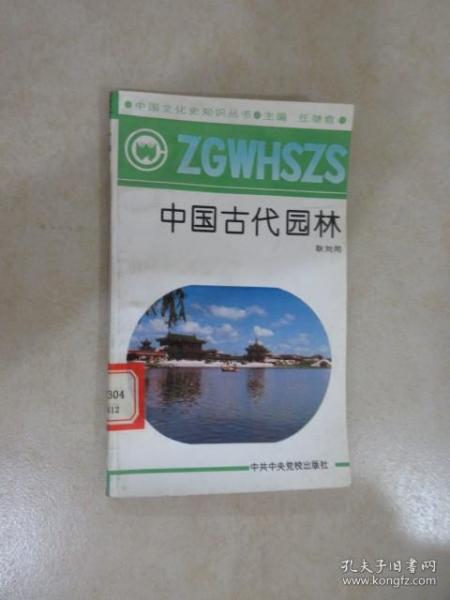 ●中国文化史知识丛书●主编 任继愈●
ZGWHSZS
中国古代园林
耿刘同
304
412
中共中央党校出版社
孔夫子旧书网
www.kongfz.com